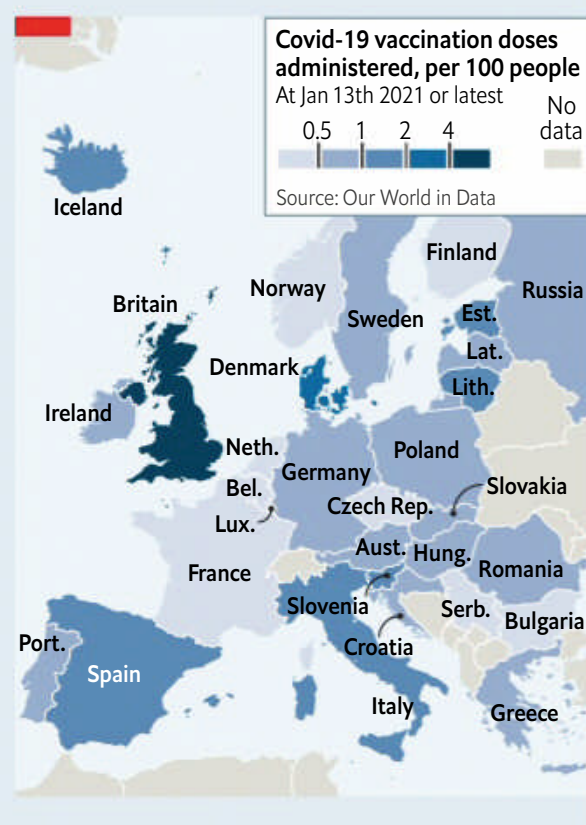 Covid-19 vaccination doses
administered, per 100 people
At Jan 13th 2021 or latest
No
data
0.5 1 2 4
Source: Our World in Data
Iceland
Finland
Norway
Russia
Britain
Sweden
Est.
Lat.
Denmark
Lith.
Ireland
Neth.
Poland
Germany
Bel.
Slovakia
Czech Rep.
Lux.
Aust.
Hung.
Romania
France
Slovenia
Serb.
Bulgaria
Port.
Croatia
Spain
Italy
Greece